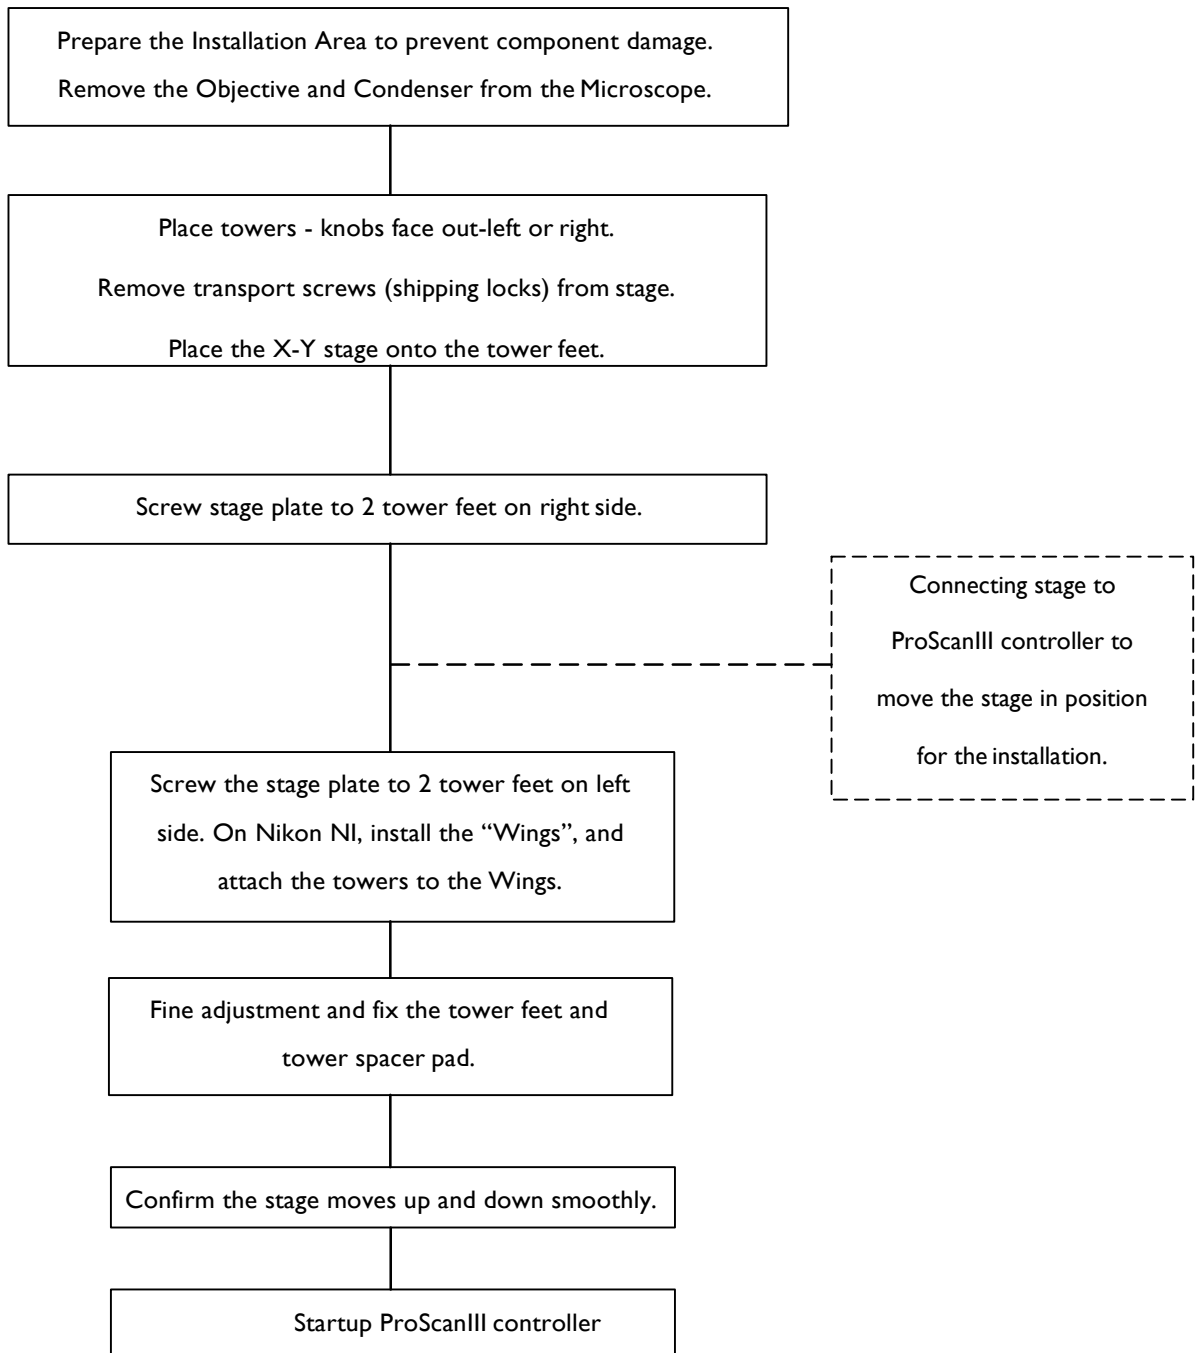 Prepare the Installation Area to prevent component damage.
Remove the Objective and Condenser from the Microscope.
Place towers - knobs face out-left or right.
Remove transport screws (shipping locks) from stage.
Place the X-Y stage onto the tower feet.
Screw stage plate to 2 tower feet on right side.
Connecting stage to
ProScanIII controller to
move the stage in position
for the installation.
Screw the stage plate to 2 tower feet on left
side. On Nikon NI, install the “Wings”, and
attach the towers to the Wings.
Fine adjustment and fix the tower feet and
tower spacer pad.
Confirm the stage moves up and down smoothly.
Startup ProScanIII controller